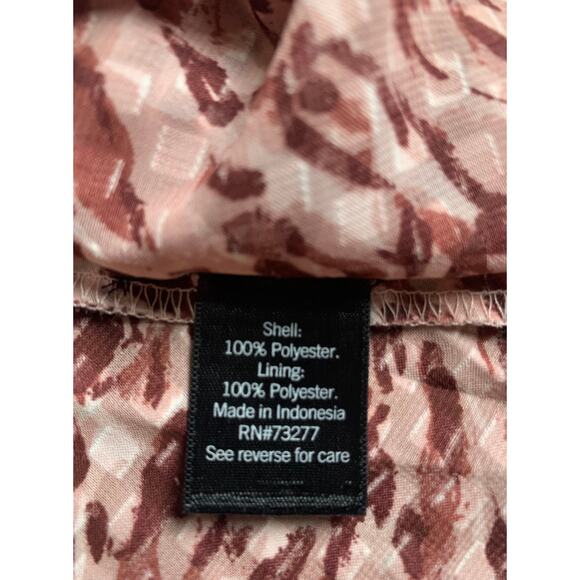 Shell:
100% Polyester.
Lining:
100% Polyester.
Made in Indonesia
RN#73277
See reverse for care